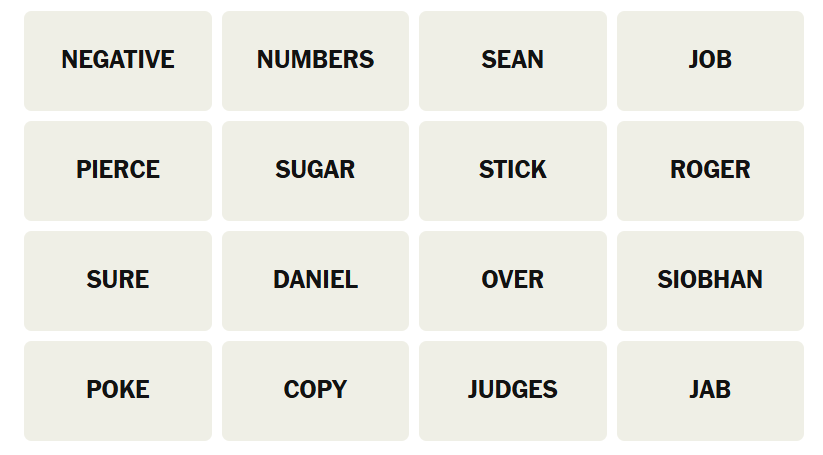 NEGATIVE NUMBERS SEAN JOB
PIERCE SUGAR STICK ROGER
SURE DANIEL OVER SIOBHAN
POKE COPY JUDGES JAB